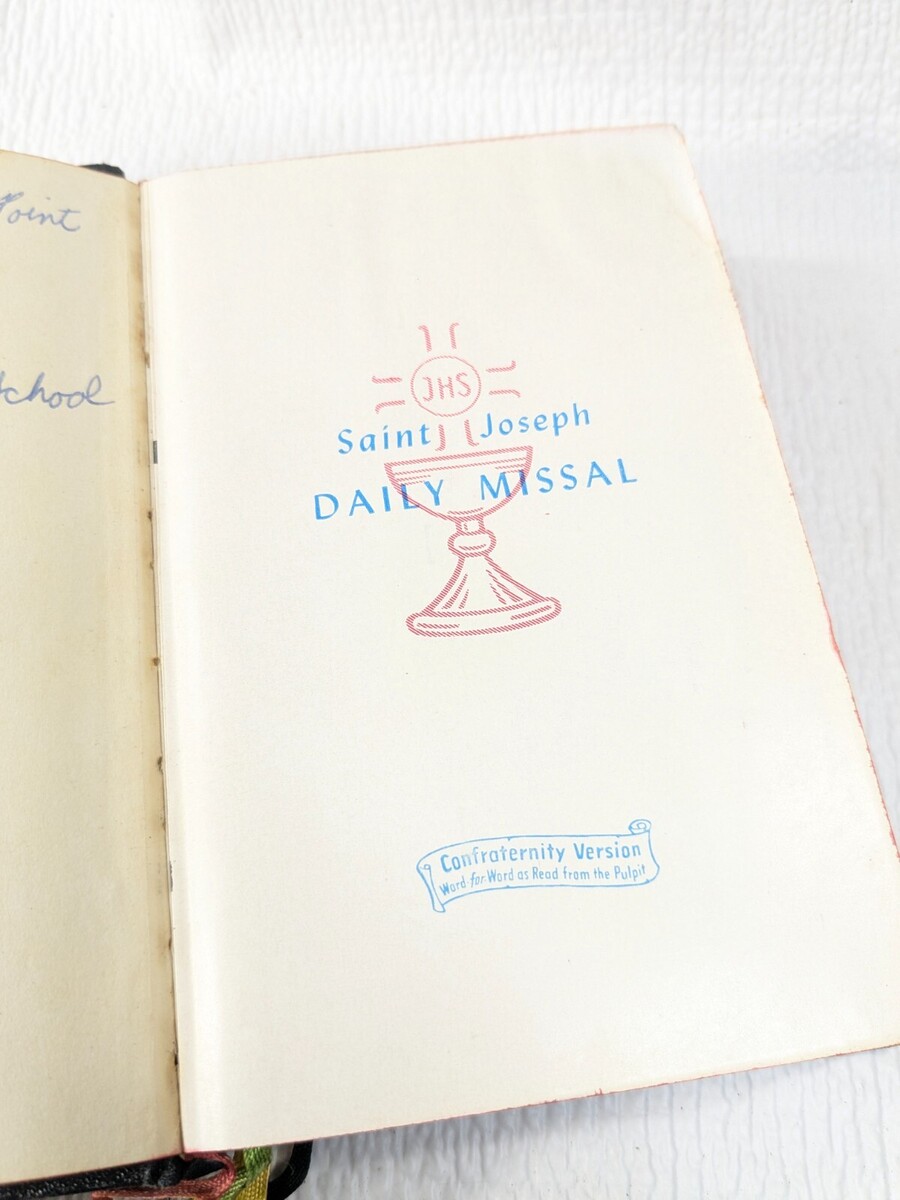 Point
School
JHS
Saint Joseph
DAILY MISSAL
Confraternity Version
Word-for-Word as Read from the Pulpit